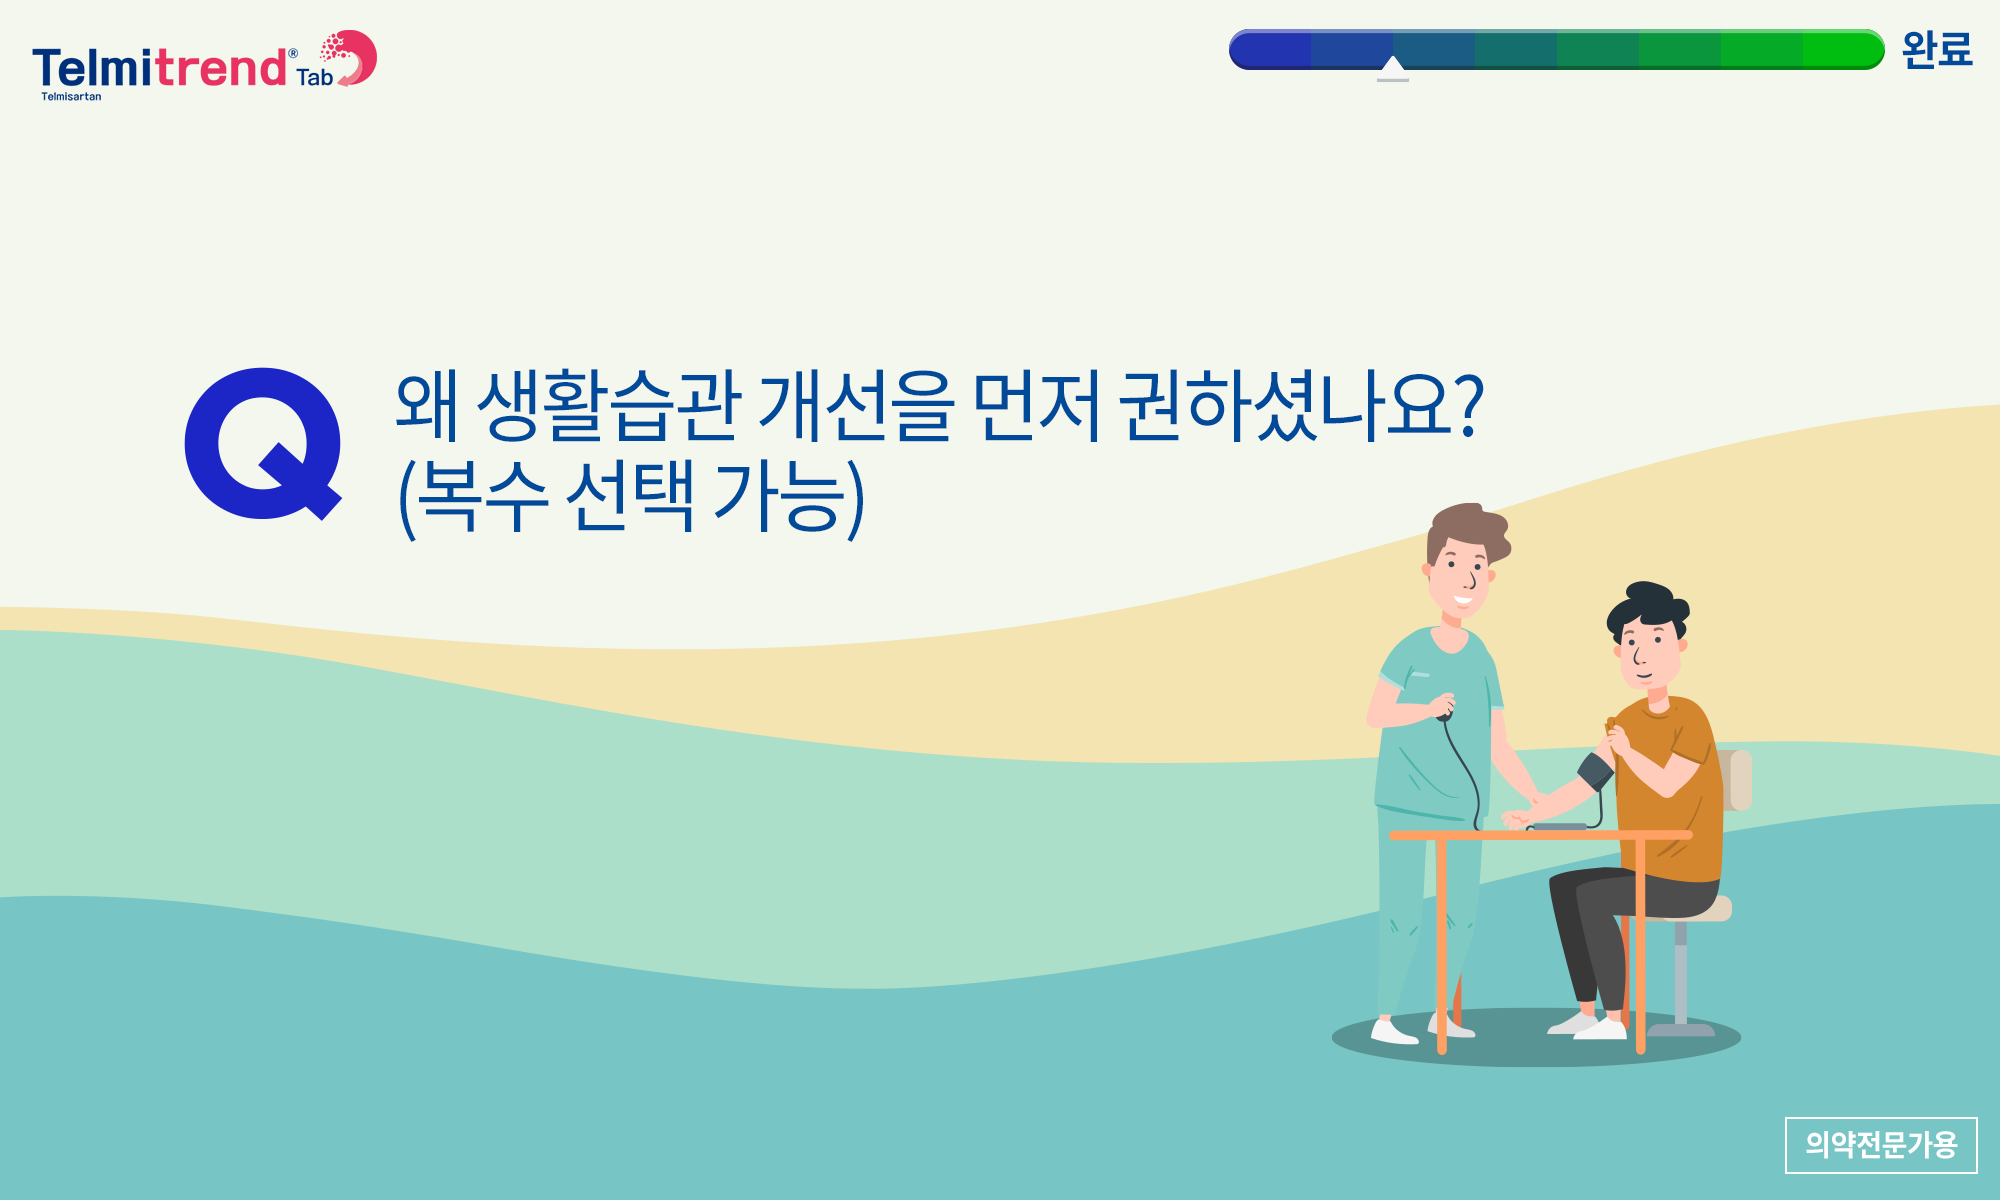 Telmitrend® Tab
Telmisartan
완료
Q 왜 생활습관 개선을 먼저 권하셨나요?
(복수 선택 가능)
의약전문가용